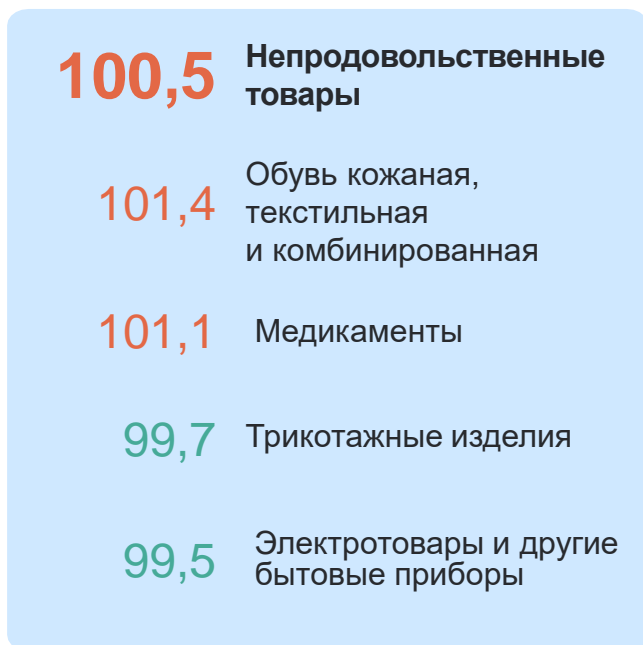 100,5 Непродовольственные
товары
101,4 Обувь кожаная,
текстильная
и комбинированная
101,1 Медикаменты
99,7 Трикотажные изделия
99,5 Электротовары и другие
бытовые приборы